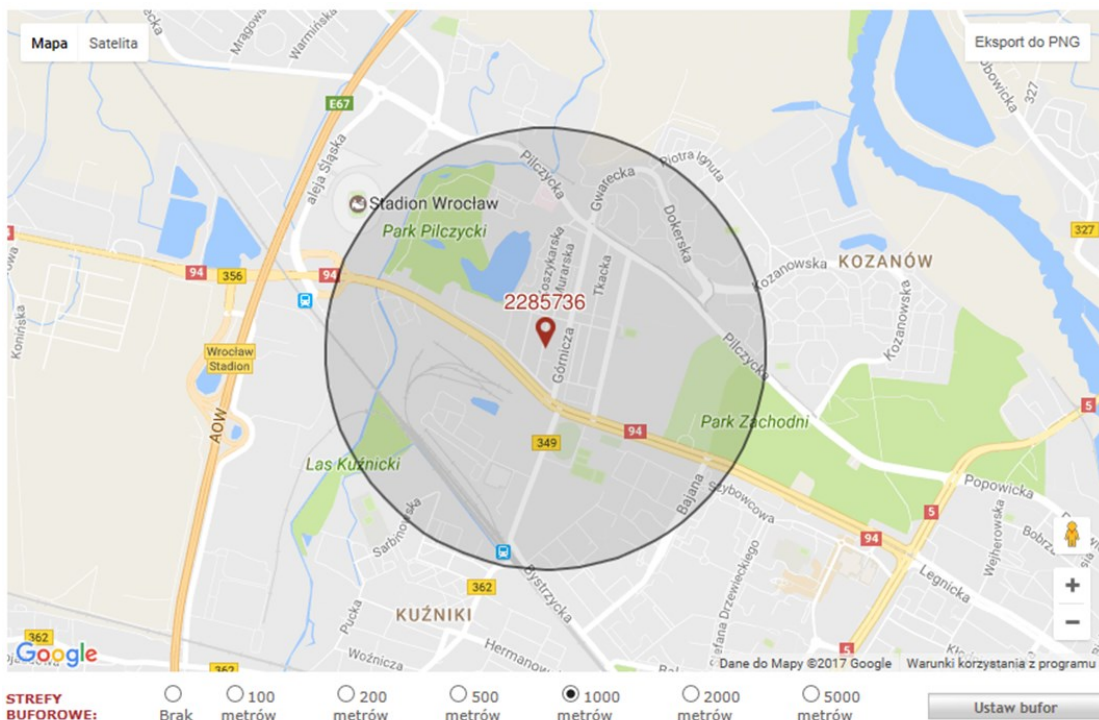 Mapa
Satelita
Eksport do PNG
Mrągowska
Warmińska
E67
aleja Śląska
Stadion Wrocław
Park Pilczycki
Pilczycka
Gwarecka
Piotra Ignuta
Dokerska
327
327
94
356
94
Konińska
Koszykarska
Murarska
Tkacka
Kozanowska
KOZANÓW
Kozanowska
2285736
Wrocław
Stadion
Górnicza
Pilczycka
AOW
5
Park Zachodni
94
349
Las Kuźnicki
Bajana
Szybowcowa
Popowicka
5
Sarbinowska
94
Wejherowska
Legnicka
Bystrzycka
362
KUŹNIKI
Pucka
Stefana Drzewieckiego
362
Google
Woźnicza
362
5
Dane do Mapy ©2017 Google
Warunki korzystania z programu
STREFY
BUFOROWE:
Brak
100
metrów
200
metrów
500
metrów
1000
metrów
2000
metrów
5000
metrów
Ustaw bufor